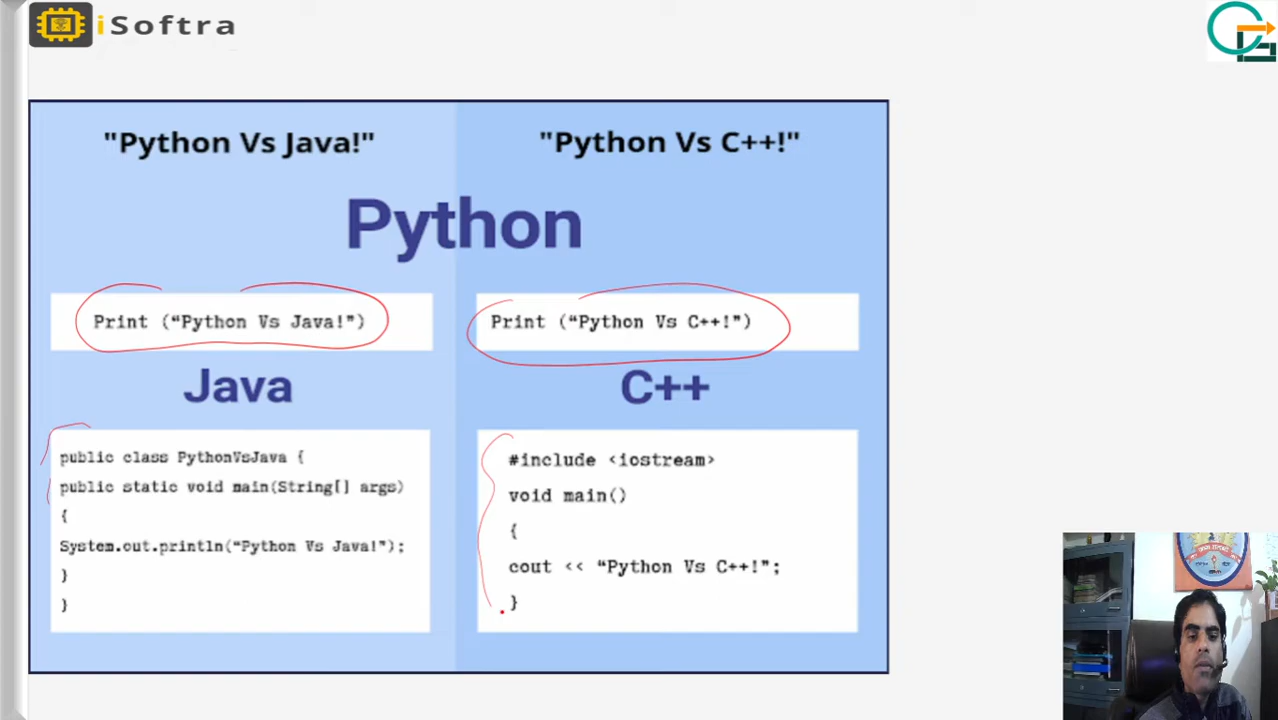 iSoftra
"Python Vs Java!"
"Python Vs C++!"
Python
Print (“Python Vs Java!”)
Print (“Python Vs C++!”)
Java
C++
public class PythonVsJava {
public static void main(String[] args)
{
System.out.println(“Python Vs Java!”);
}
}
#include <iostream>
void main()
{
cout << “Python Vs C++!”;
}